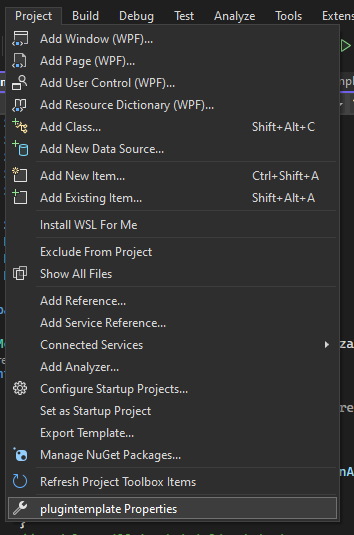 Project Build Debug Test Analyze Tools Exten
Add Window (WPF)...
Add Page (WPF)...
Add User Control (WPF)...
Add Resource Dictionary (WPF)...
Add Class... Shift+Alt+C
Add New Data Source...
Add New Item... Ctrl+Shift+A
Add Existing Item... Shift+Alt+A
Install WSL For Me
Exclude From Project
Show All Files
Add Reference...
Add Service Reference...
Connected Services
Add Analyzer...
Configure Startup Projects...
Set as Startup Project
Export Template...
Manage NuGet Packages...
Refresh Project Toolbox Items
plugintemplate Properties